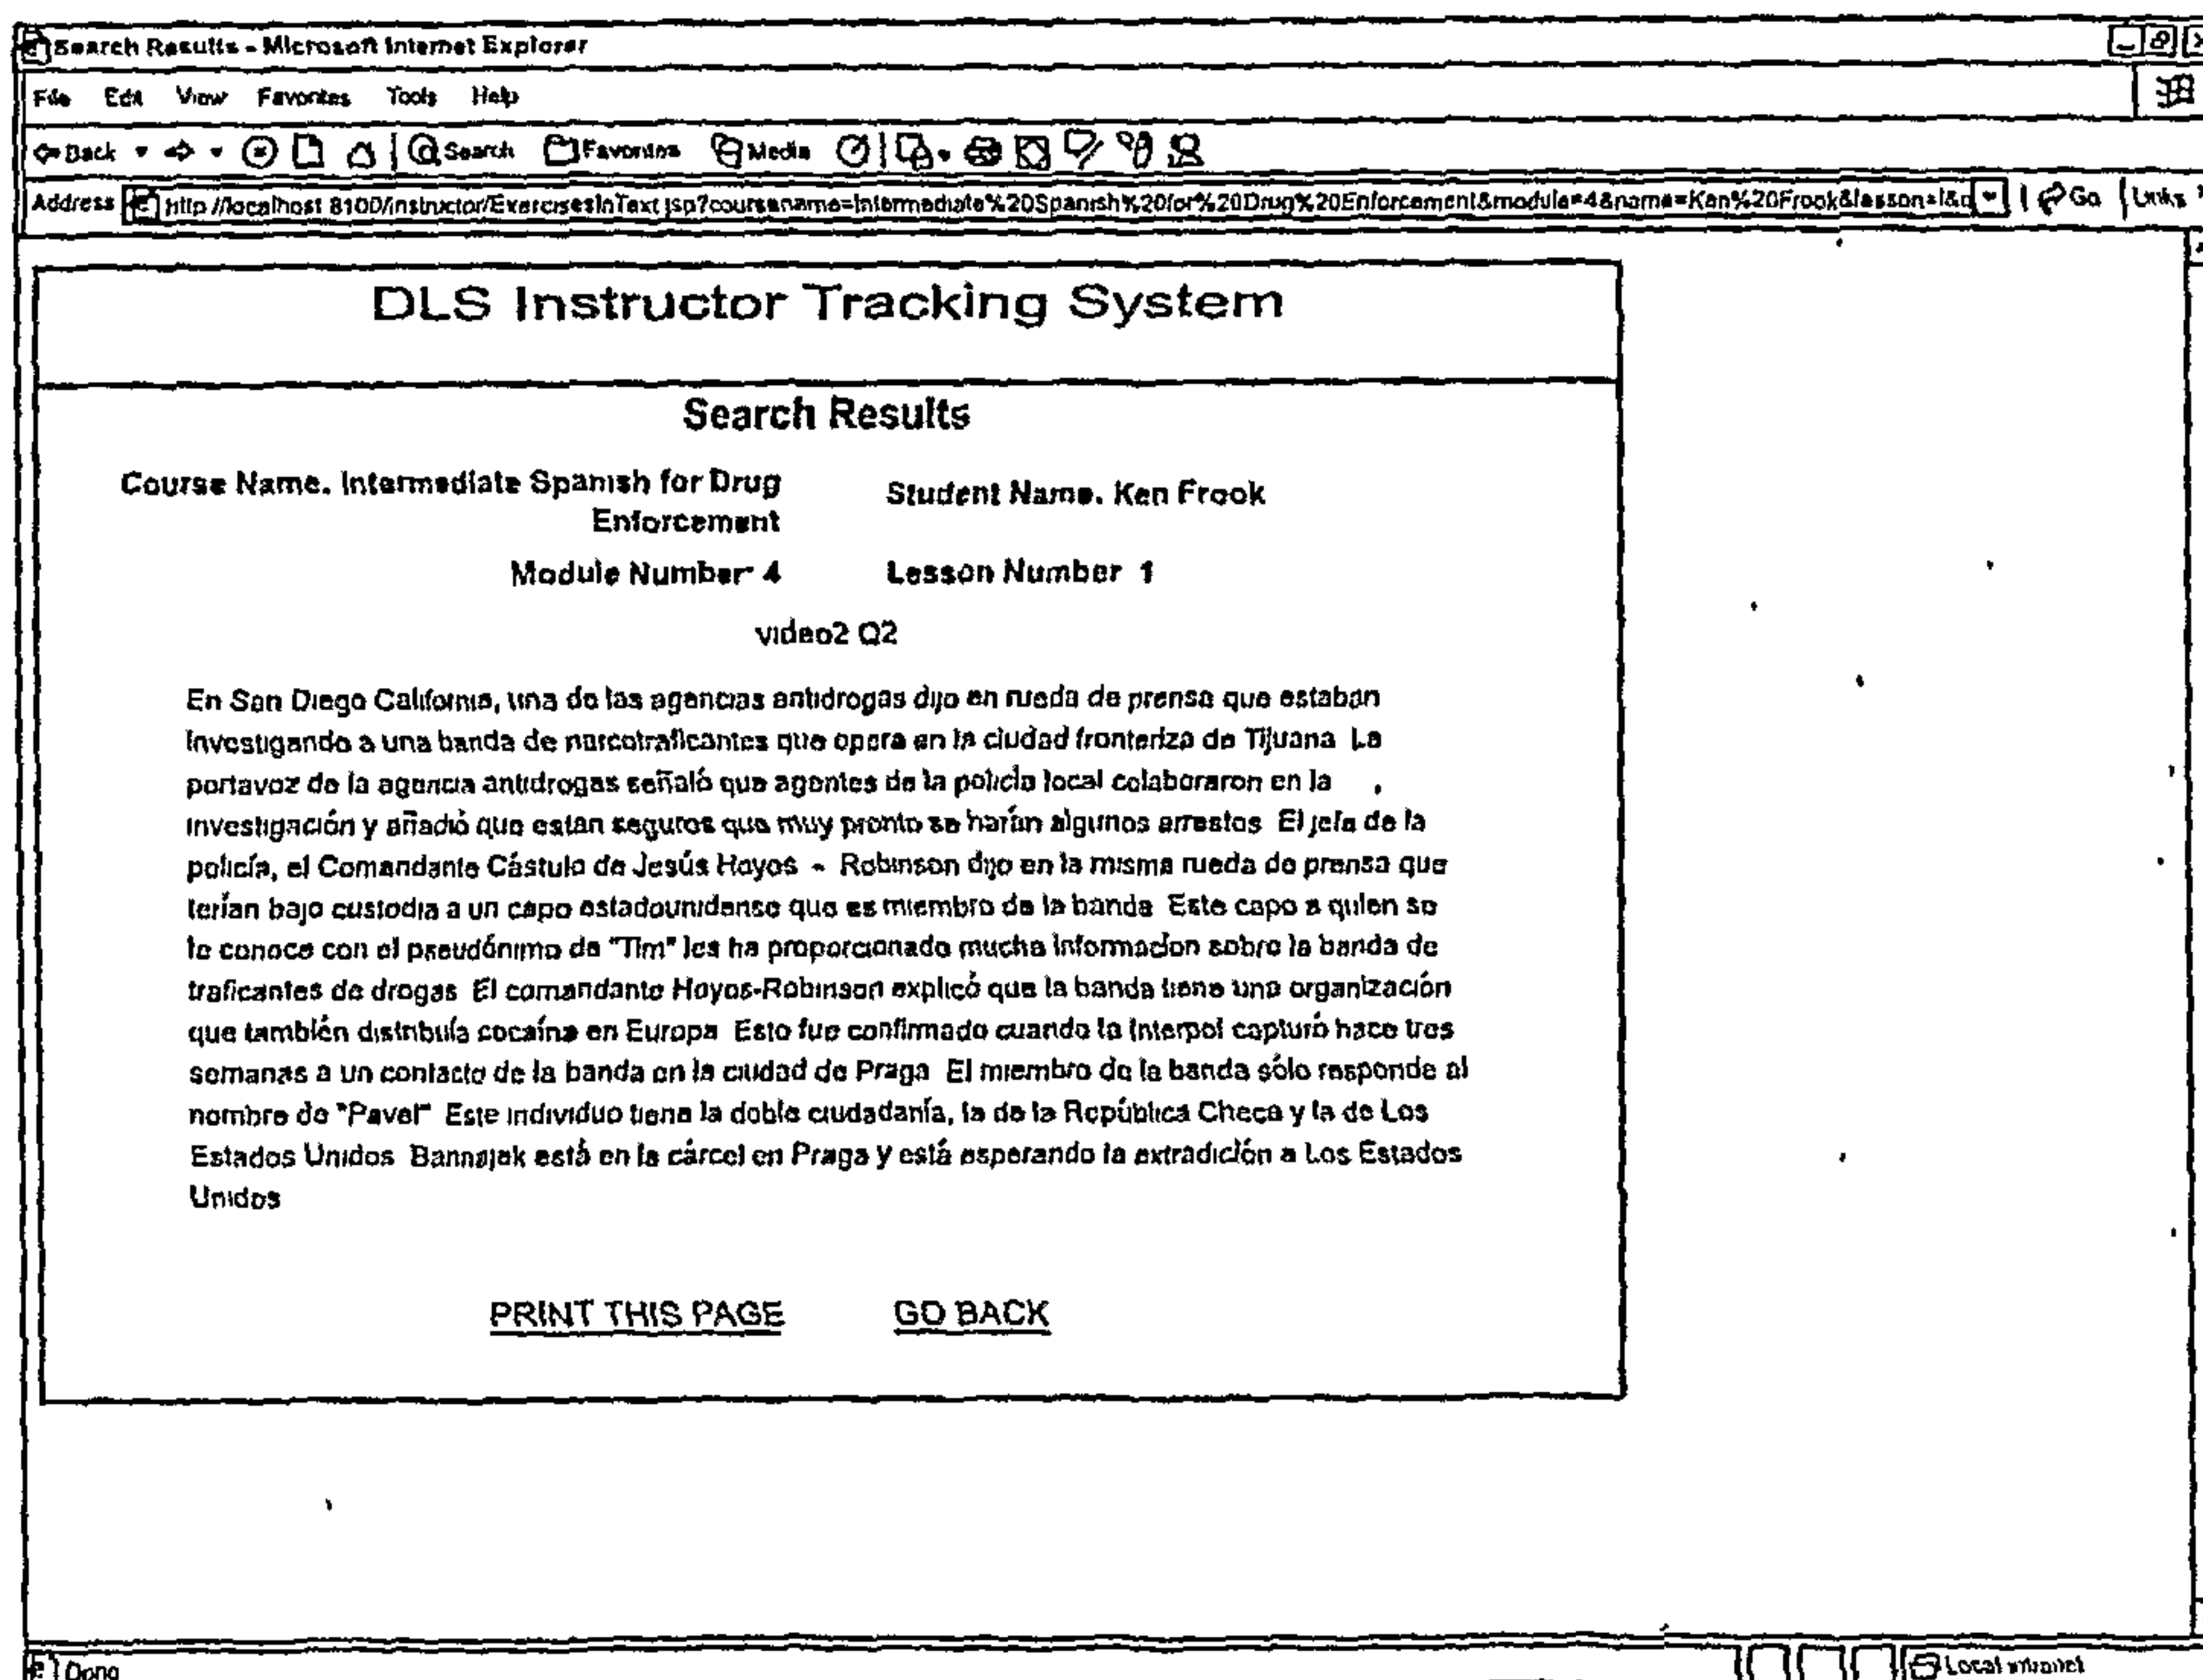 Search Results - Microsoft Internet Explorer
File Edit View Favorites Tools Help
Back Search Favorites Media
Address http //localhost 8100/instructor/ExercisesInText jsp?coursename=Intermediate%20Spanish%20for%20Drug%20Enforcement&module=4&name=Ken%20Frook&lesson=1& Go Links
DLS Instructor Tracking System
Search Results
Course Name. Intermediate Spanish for Drug
Enforcement
Student Name. Ken Frook
Module Number 4 Lesson Number 1
video2 Q2
En San Diego California, una de las agencias antidrogas dijo en rueda de prensa que estaban
investigando a una banda de narcotraficantes que opera en la ciudad fronteriza de Tijuana La
portavoz de la agencia antidrogas señaló que agentes de la policía local colaboraron en la
investigación y añadió que estan seguros que muy pronto se harán algunos arrestos El jefe de la
policía, el Comandante Cástulo de Jesús Hoyos - Robinson dijo en la misma rueda de prensa que
terían bajo custodia a un capo estadounidense que es miembro de la banda Este capo a quien se
le conoce con el pseudónimo de "Tim" les ha proporcionado mucha informacion sobre la banda de
traficantes de drogas El comandante Hoyos-Robinson explicó que la banda tiene una organización
que también distribuía cocaína en Europa Esto fue confirmado cuando la Interpol capturó hace tres
semanas a un contacto de la banda en la ciudad de Praga El miembro de la banda sólo responde al
nombre de "Pavel" Este individuo tiene la doble ciudadanía, la de la República Checa y la de Los
Estados Unidos Bannajek está en la cárcel en Praga y está esperando la extradición a Los Estados
Unidos
PRINT THIS PAGE GO BACK
Done Local intranet